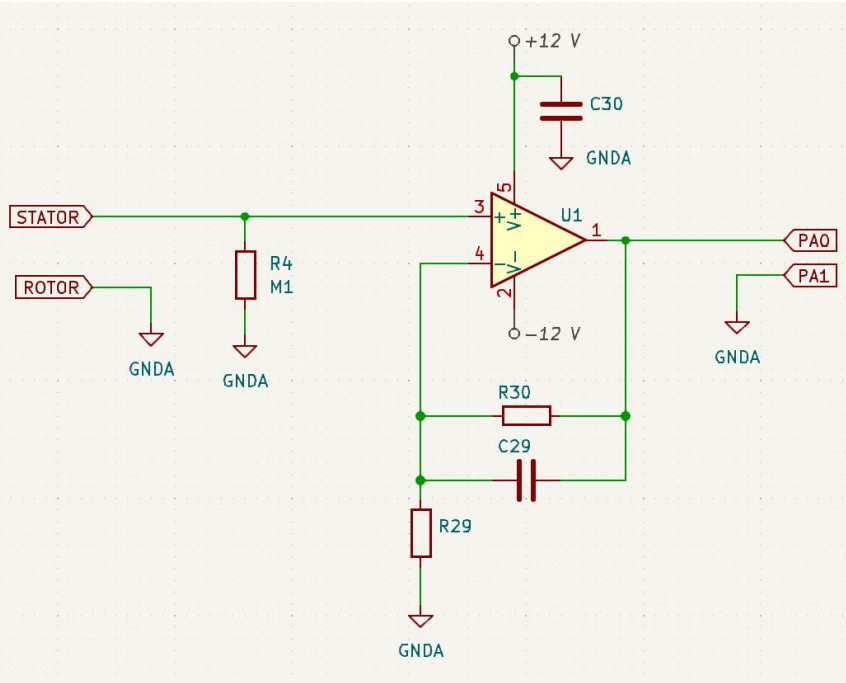 +12 V
C30
GNDA
5
STATOR
3
+
V+
U1
1
PA0
4
−
V−
R4
M1
ROTOR
PA1
2
−12 V
GNDA
GNDA
GNDA
R30
C29
R29
GNDA